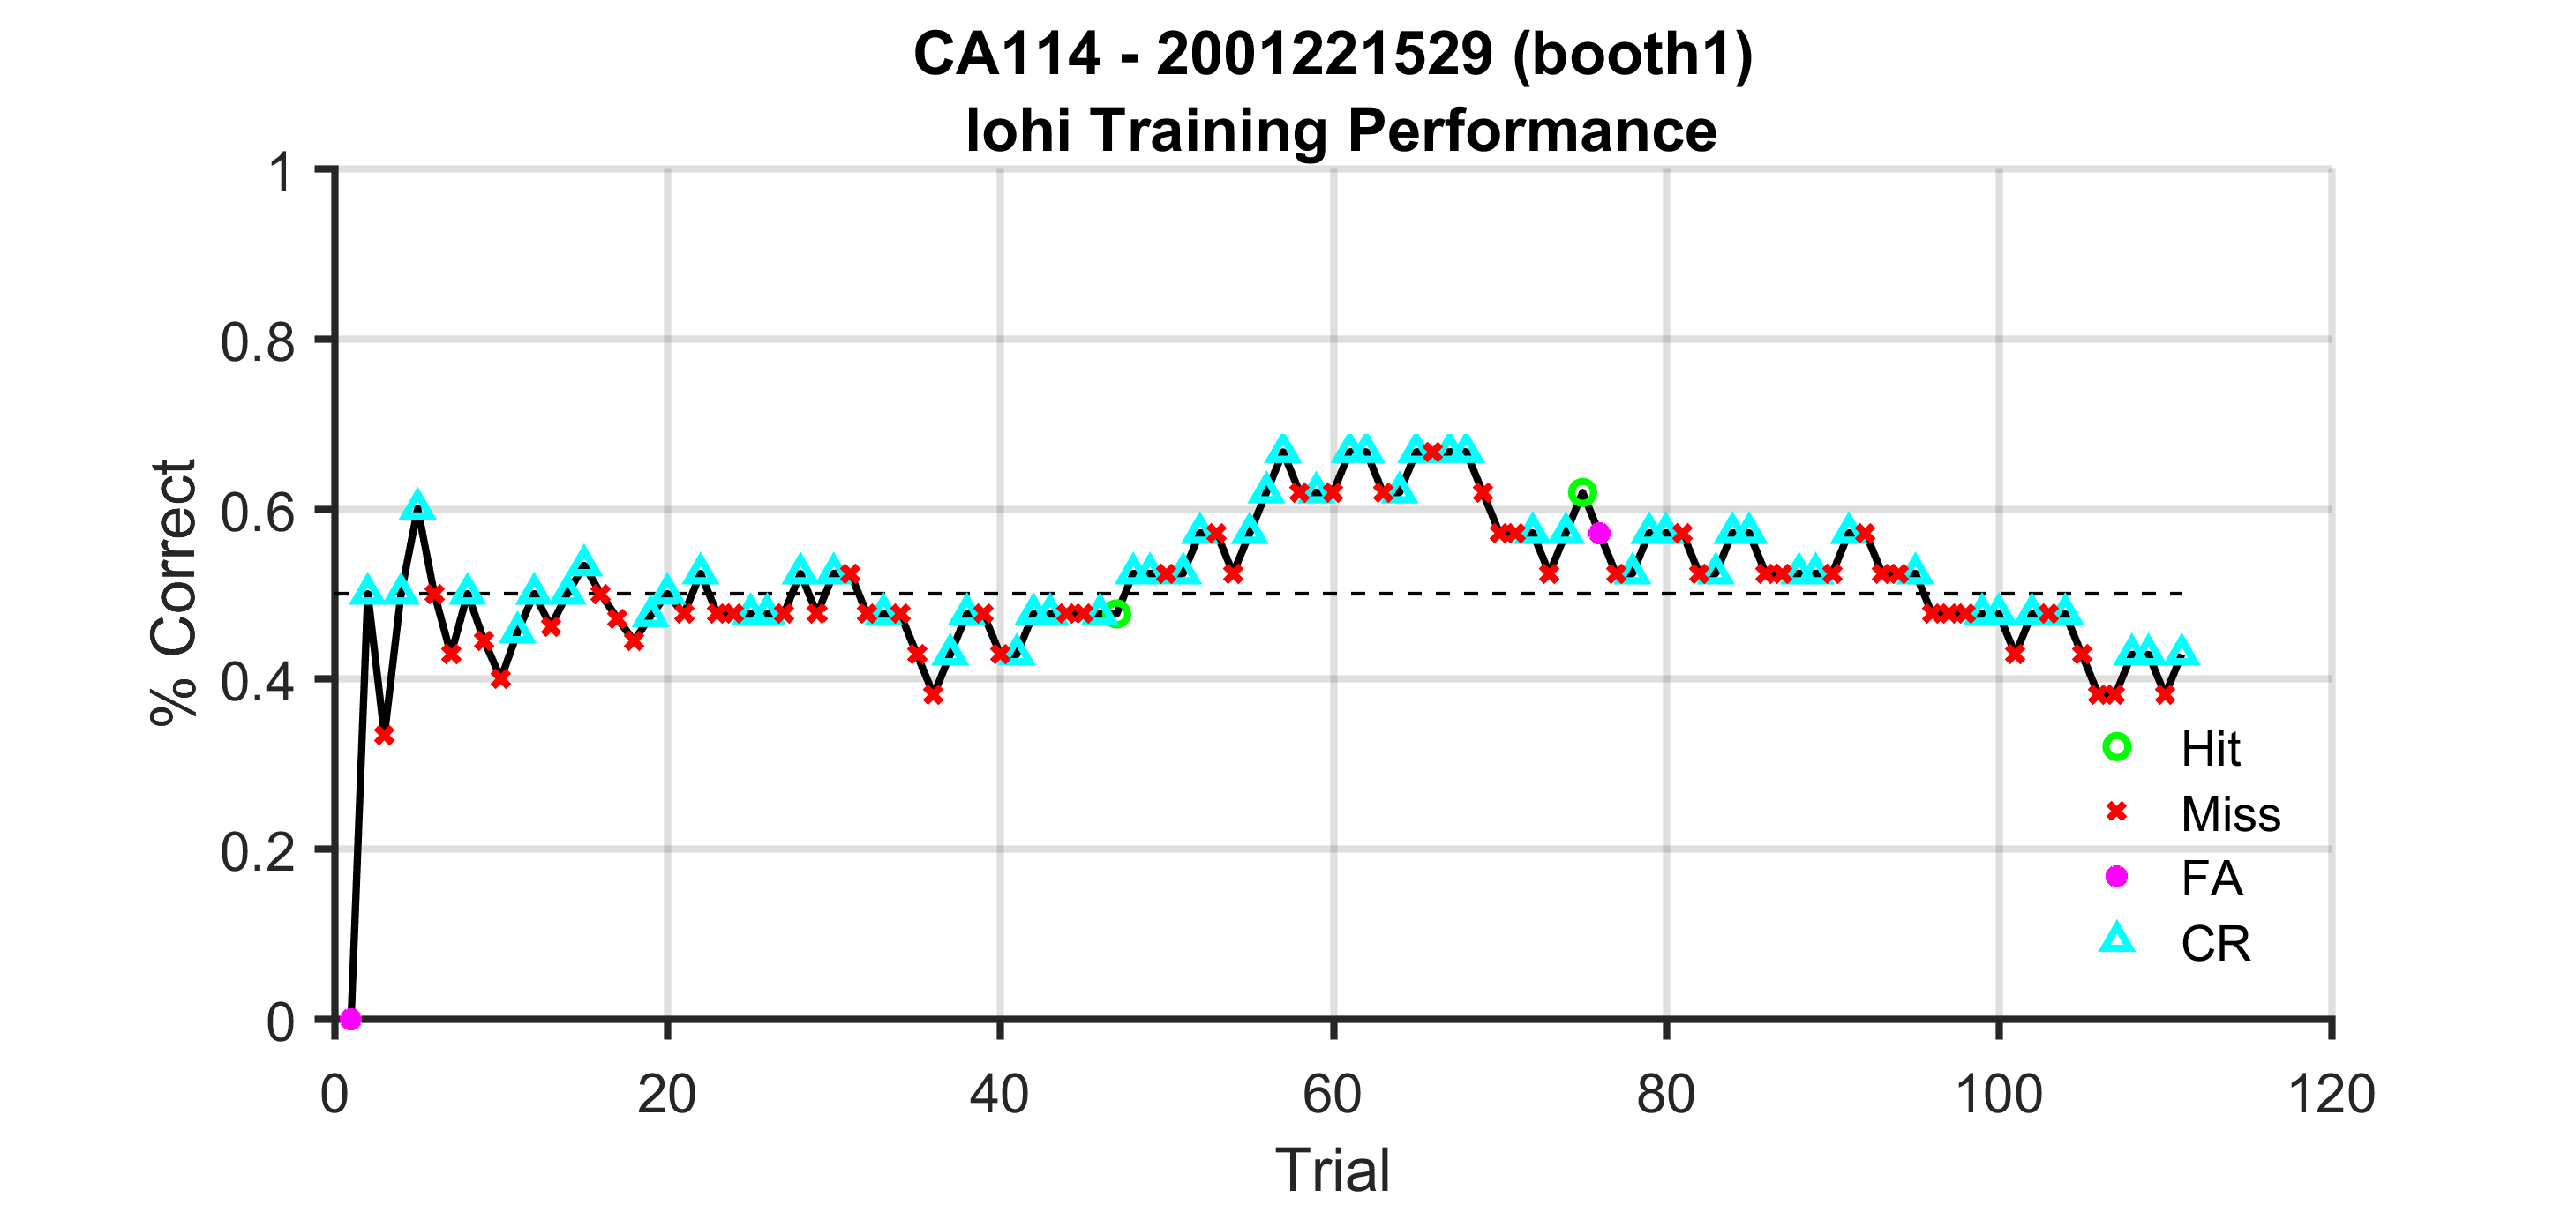 CA114 - 2001221529 (booth1)
lohi Training Performance
1
0.8
0.6
0.4
0.2
0
% Correct
Hit
Miss
FA
CR
0 20 40 60 80 100 120
Trial